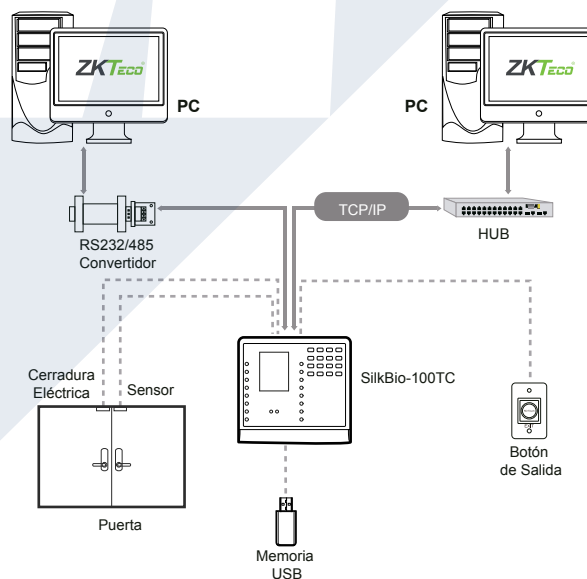 ZKTeco
PC
ZKTeco
PC
TCP/IP
RS232/485
Convertidor
HUB
Cerradura
Eléctrica
Sensor
SilkBio-100TC
EXIT
Botón
de Salida
Puerta
Memoria
USB